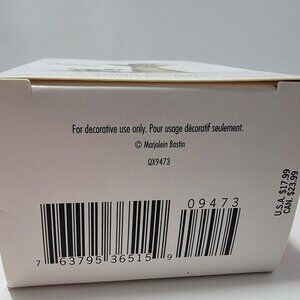 For decorative use only. Pour usage décoratif seulement.
© Marjolein Bastin
QX9473
09473
7 63795 36515 9
U.S.A. $17.99
CAN. $23.99